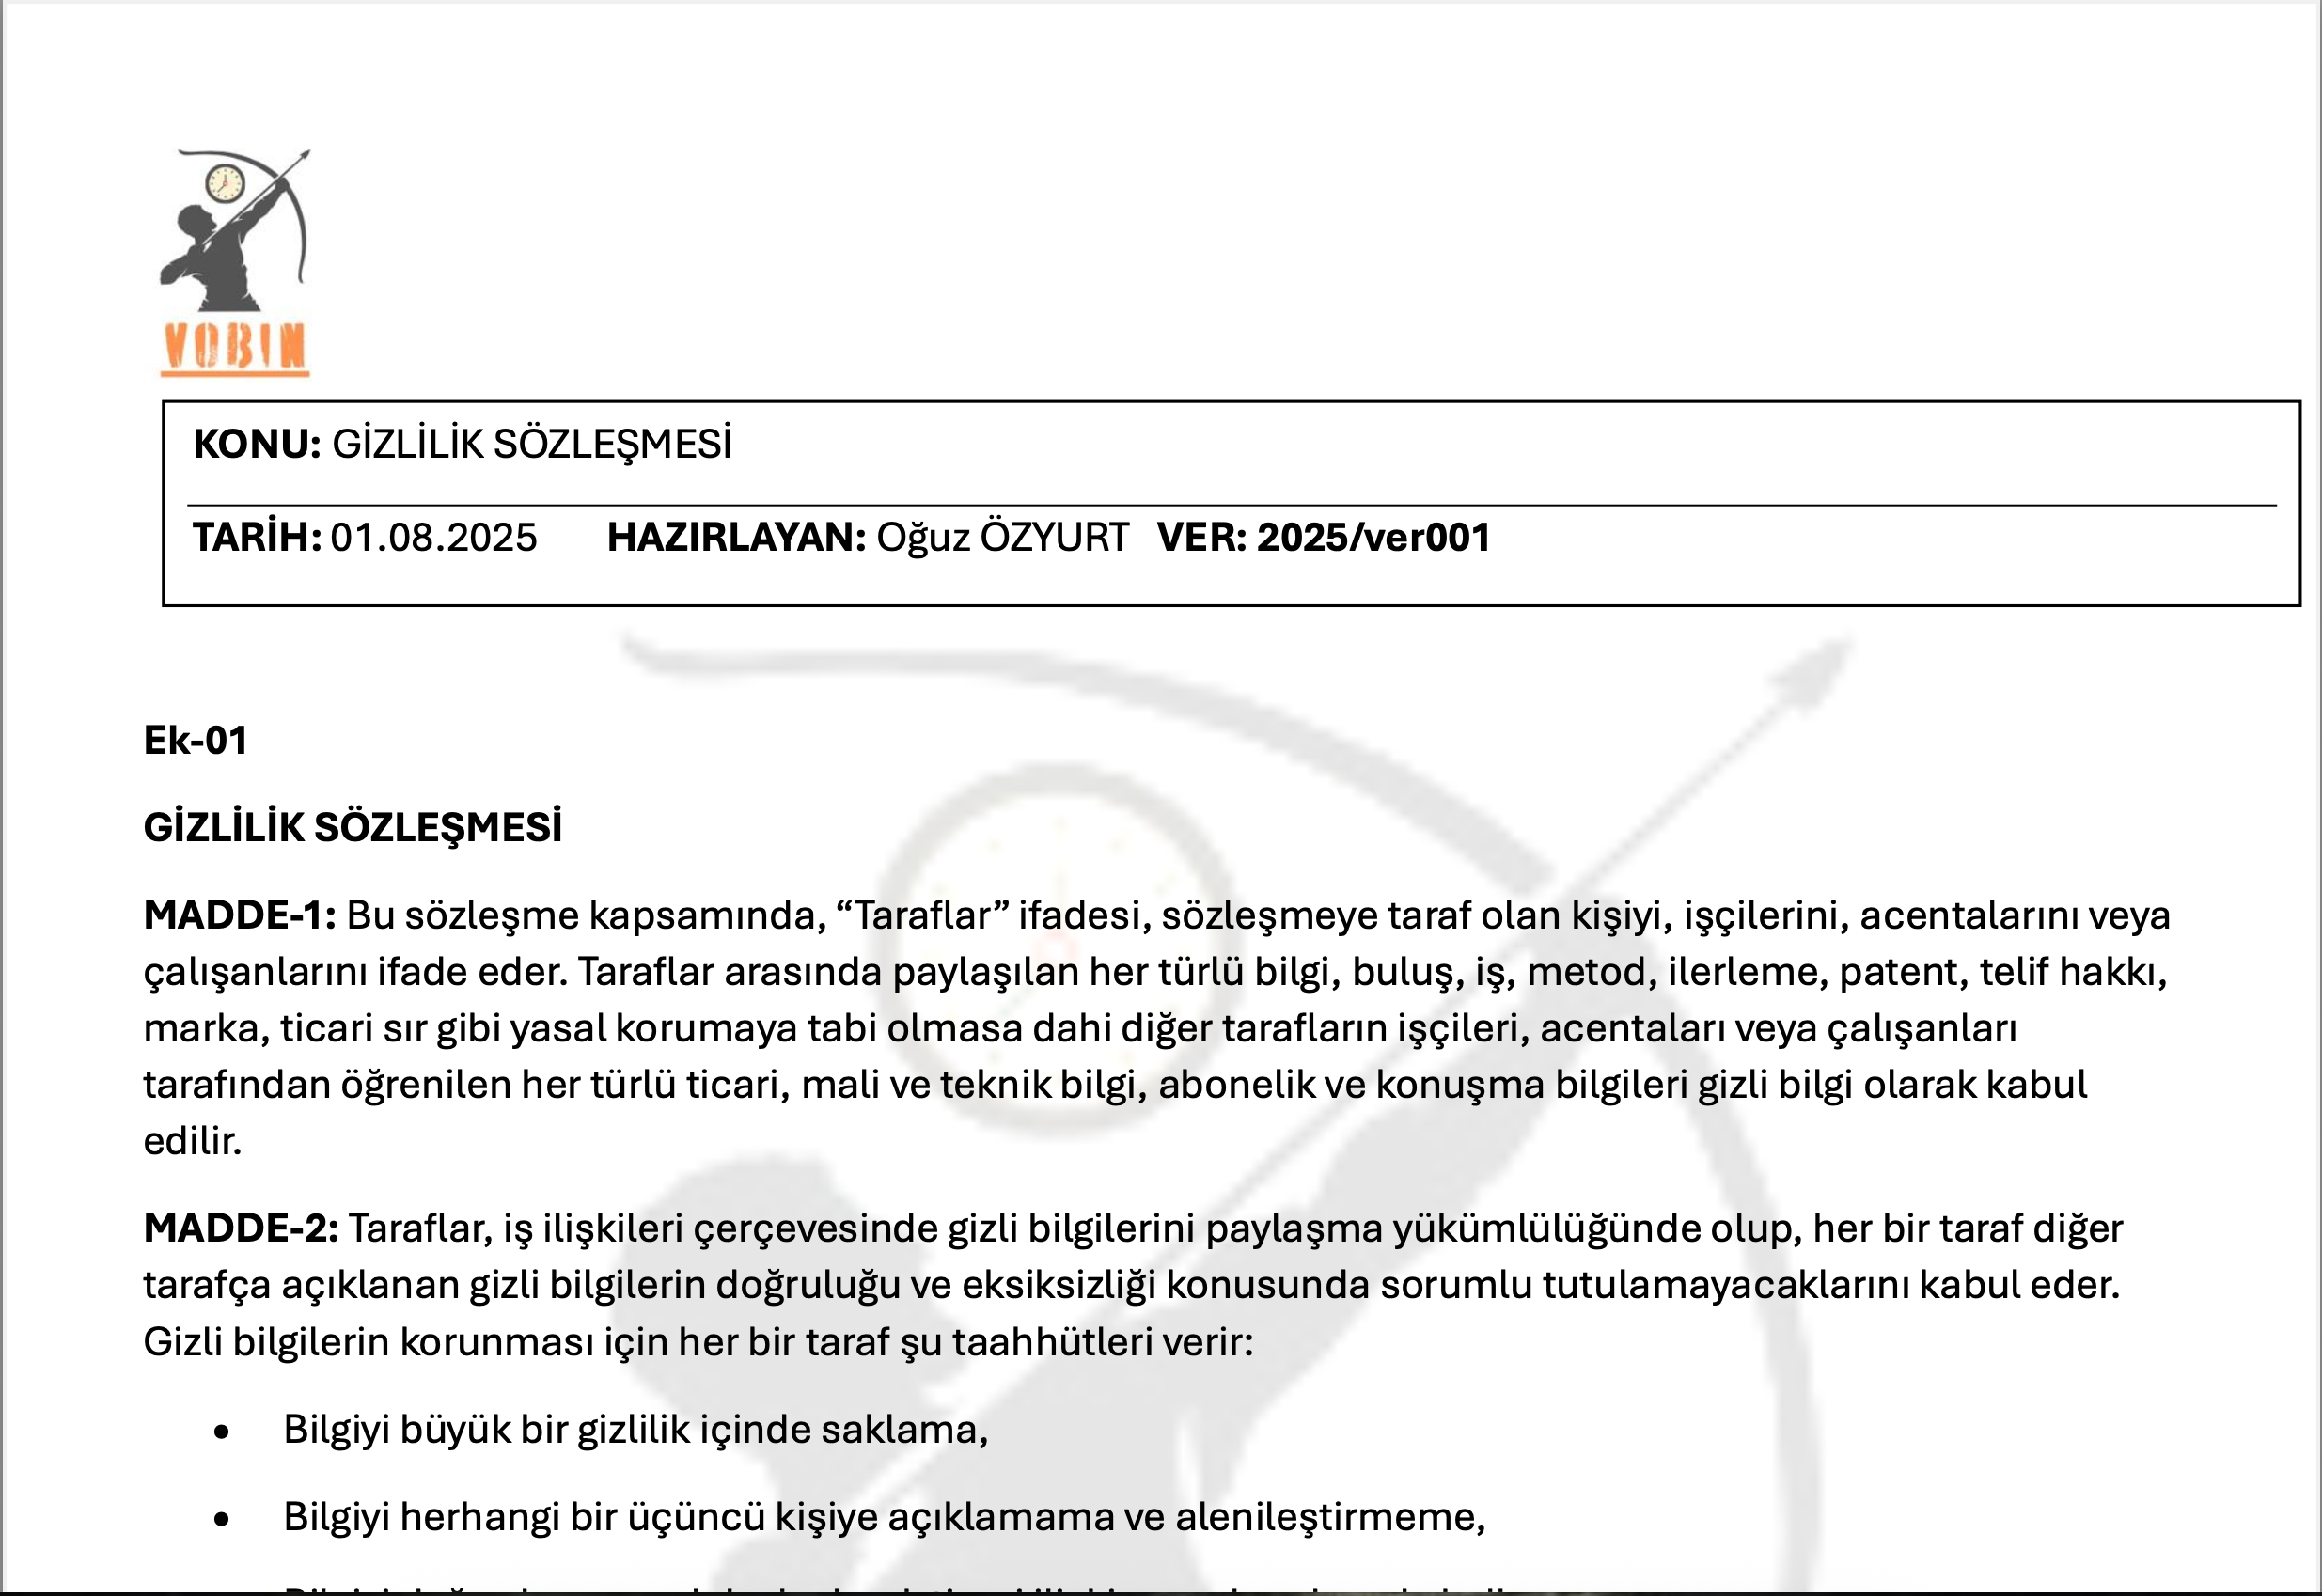 VOBIN
KONU: GİZLİLİK SÖZLEŞMESİ
TARİH: 01.08.2025 HAZIRLAYAN: Oğuz ÖZYURT VER: 2025/ver001
Ek-01
GİZLİLİK SÖZLEŞMESİ
MADDE-1: Bu sözleşme kapsamında, “Taraflar” ifadesi, sözleşmeye taraf olan kişiyi, işçilerini, acentalarını veya
çalışanlarını ifade eder. Taraflar arasında paylaşılan her türlü bilgi, buluş, iş, metod, ilerleme, patent, telif hakkı,
marka, ticari sır gibi yasal korumaya tabi olmasa dahi diğer tarafların işçileri, acentaları veya çalışanları
tarafından öğrenilen her türlü ticari, mali ve teknik bilgi, abonelik ve konuşma bilgileri gizli bilgi olarak kabul
edilir.
MADDE-2: Taraflar, iş ilişkileri çerçevesinde gizli bilgilerini paylaşma yükümlülüğünde olup, her bir taraf diğer
tarafça açıklanan gizli bilgilerin doğruluğu ve eksiksizliği konusunda sorumlu tutulamayacaklarını kabul eder.
Gizli bilgilerin korunması için her bir taraf şu taahhütleri verir:
• Bilgiyi büyük bir gizlilik içinde saklama,
• Bilgiyi herhangi bir üçüncü kişiye açıklamama ve alenileştirmeme,